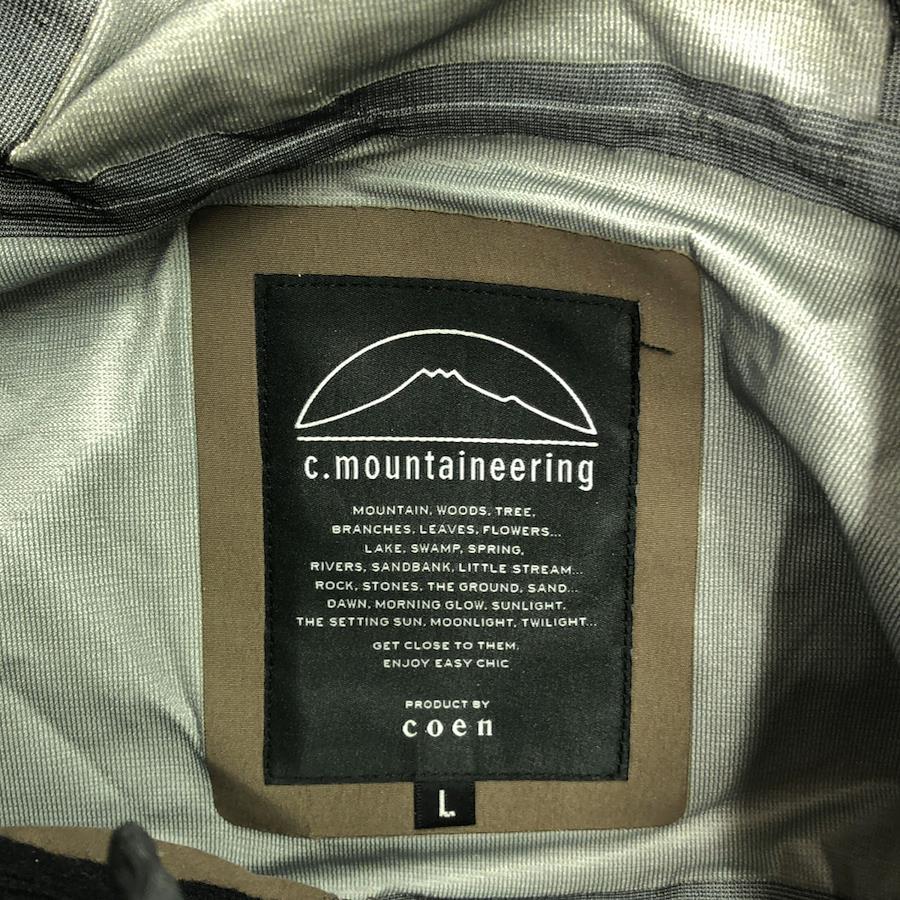 c.mountaineering
MOUNTAIN, WOODS, TREE,
BRANCHES, LEAVES, FLOWERS...
LAKE, SWAMP, SPRING,
RIVERS, SANDBANK, LITTLE STREAM...
ROCK, STONES, THE GROUND, SAND...
DAWN, MORNING GLOW, SUNLIGHT,
THE SETTING SUN, MOONLIGHT, TWILIGHT...
GET CLOSE TO THEM,
ENJOY EASY CHIC
PRODUCT BY
coen
L